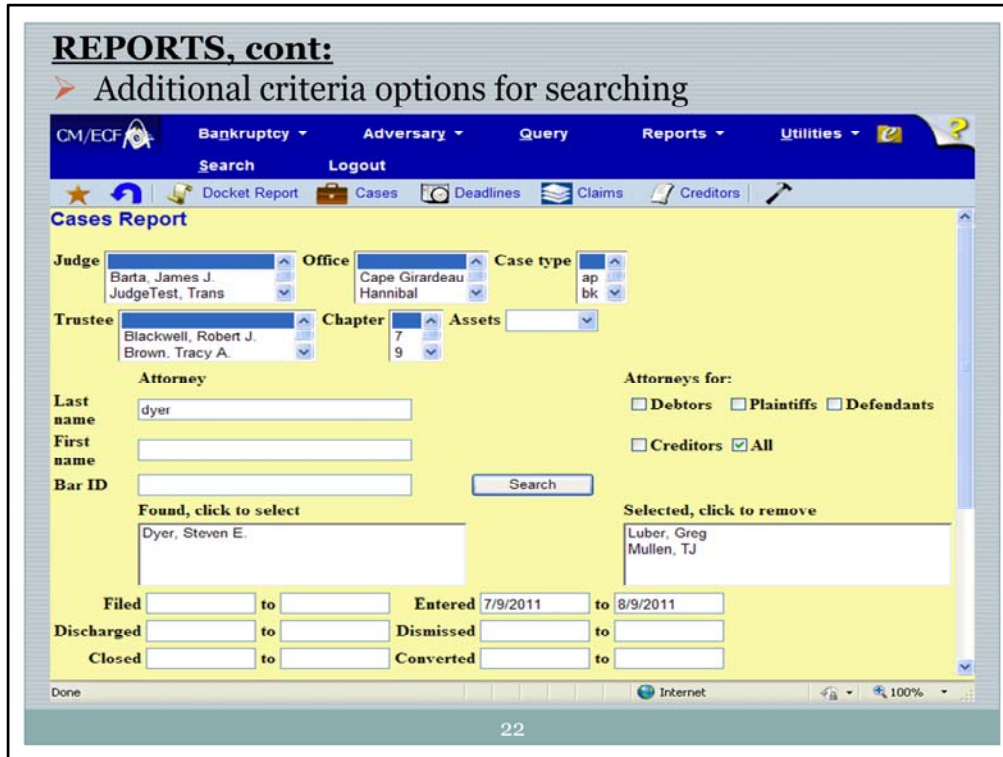 REPORTS, cont:
Additional criteria options for searching
CM/ECF Bankruptcy Adversary Query Reports Utilities ?
Search Logout
Docket Report Cases Deadlines Claims Creditors
Cases Report
Judge Office Case type
Barta, James J. Cape Girardeau ap
JudgeTest, Trans Hannibal bk
Trustee Chapter Assets
Blackwell, Robert J. 7
Brown, Tracy A. 9
Attorney Attorneys for:
Last name dyer Debtors Plaintiffs Defendants
First name Creditors All
Bar ID Search
Found, click to select Selected, click to remove
Dyer, Steven E. Luber, Greg
Mullen, TJ
Filed to Entered 7/9/2011 to 8/9/2011
Discharged to Dismissed to
Closed to Converted to
Done Internet 100%
22